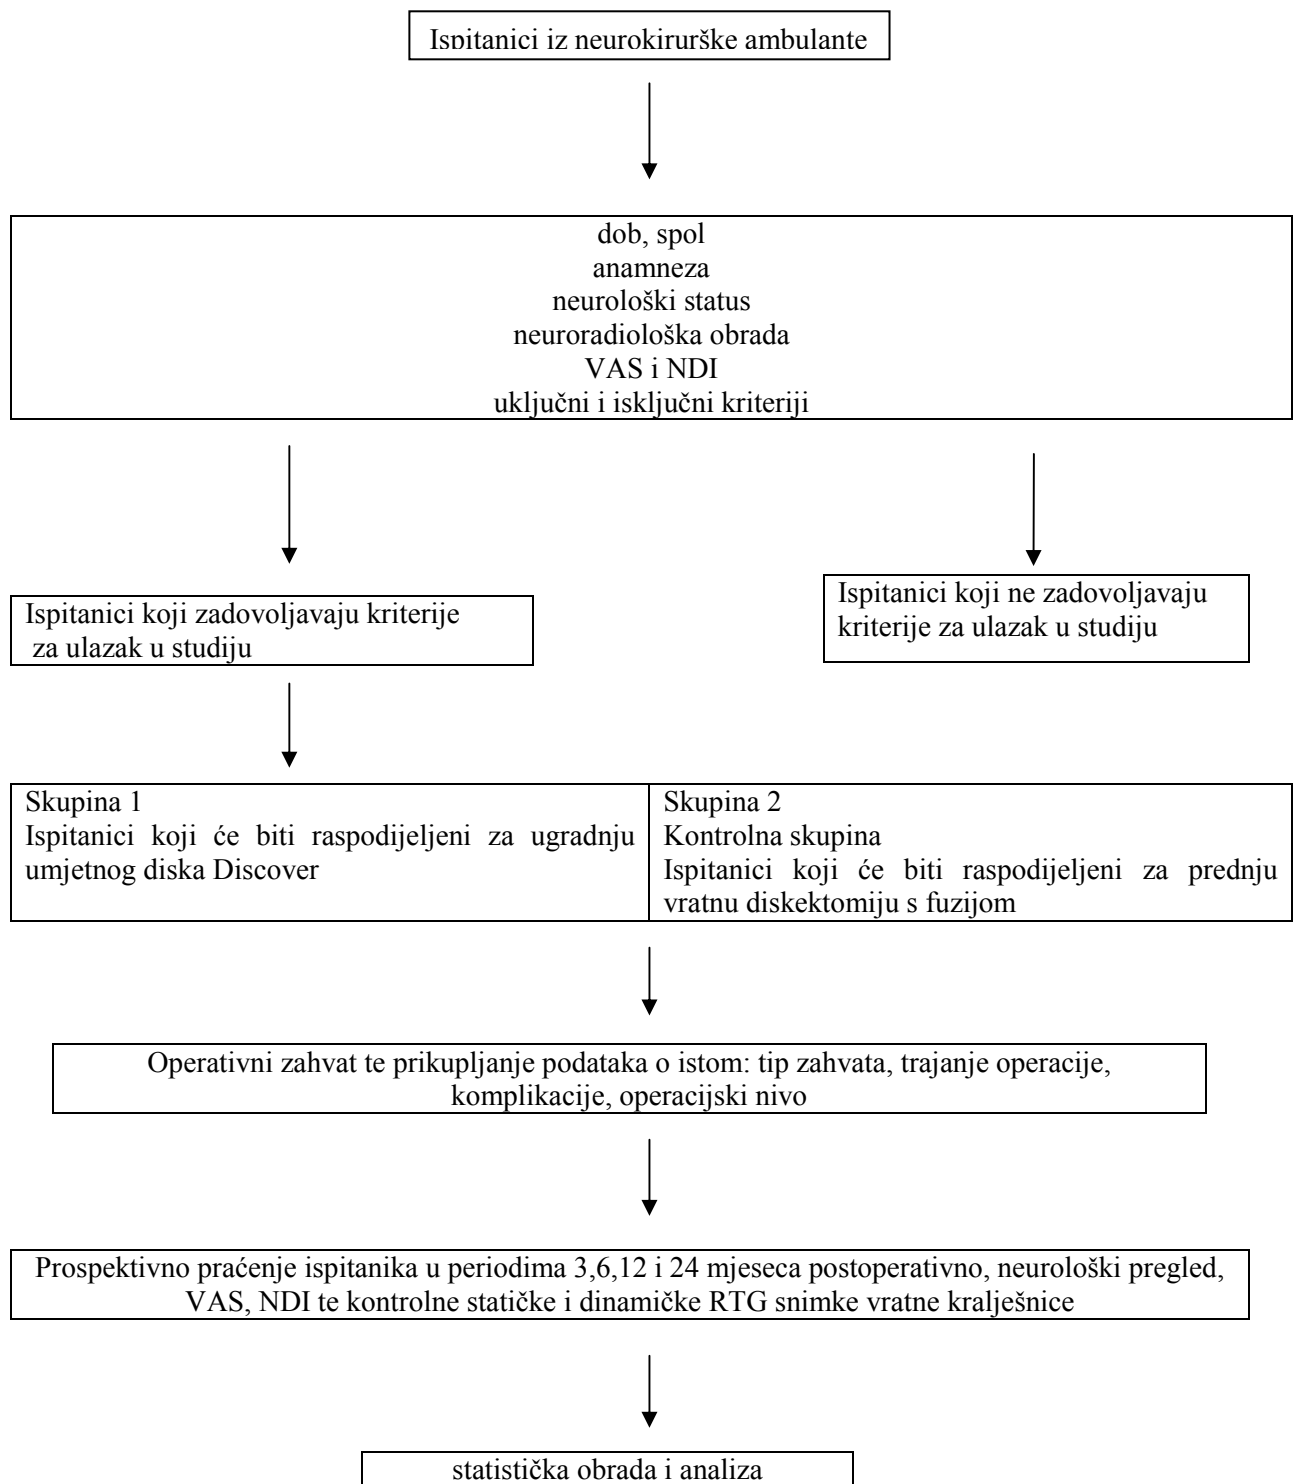 Ispitanici iz neurokirurške ambulante
dob, spol
anamneza
neurološki status
neuroradiološka obrada
VAS i NDI
uključni i isključni kriteriji
Ispitanici koji zadovoljavaju kriterije
za ulazak u studiju
Ispitanici koji ne zadovoljavaju
kriterije za ulazak u studiju
Skupina 1
Ispitanici koji će biti raspodijeljeni za ugradnju
umjetnog diska Discover
Skupina 2
Kontrolna skupina
Ispitanici koji će biti raspodijeljeni za prednju
vratnu diskektomiju s fuzijom
Operativni zahvat te prikupljanje podataka o istom: tip zahvata, trajanje operacije,
komplikacije, operacijski nivo
Prospektivno praćenje ispitanika u periodima 3,6,12 i 24 mjeseca postoperativno, neurološki pregled,
VAS, NDI te kontrolne statičke i dinamičke RTG snimke vratne kralješnice
statistička obrada i analiza